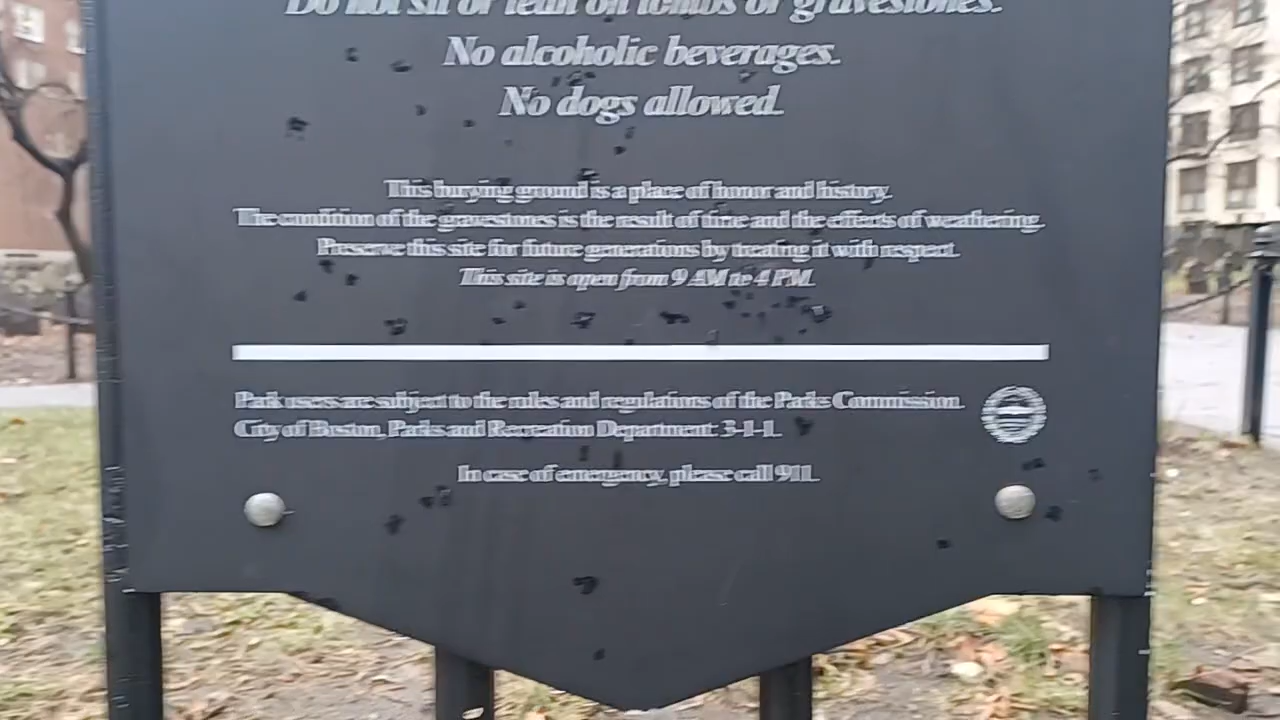 Do not sit or lean on tombs or gravestones.
No alcoholic beverages.
No dogs allowed.
This burying ground is a place of honor and history.
The condition of the gravestones is the result of time and the effects of weathering.
Preserve this site for future generations by treating it with respect.
This site is open from 9 AM to 4 PM.
Park users are subject to the rules and regulations of the Parks Commission.
City of Boston, Parks and Recreation Department: 3-1-1.
In case of emergency, please call 911.